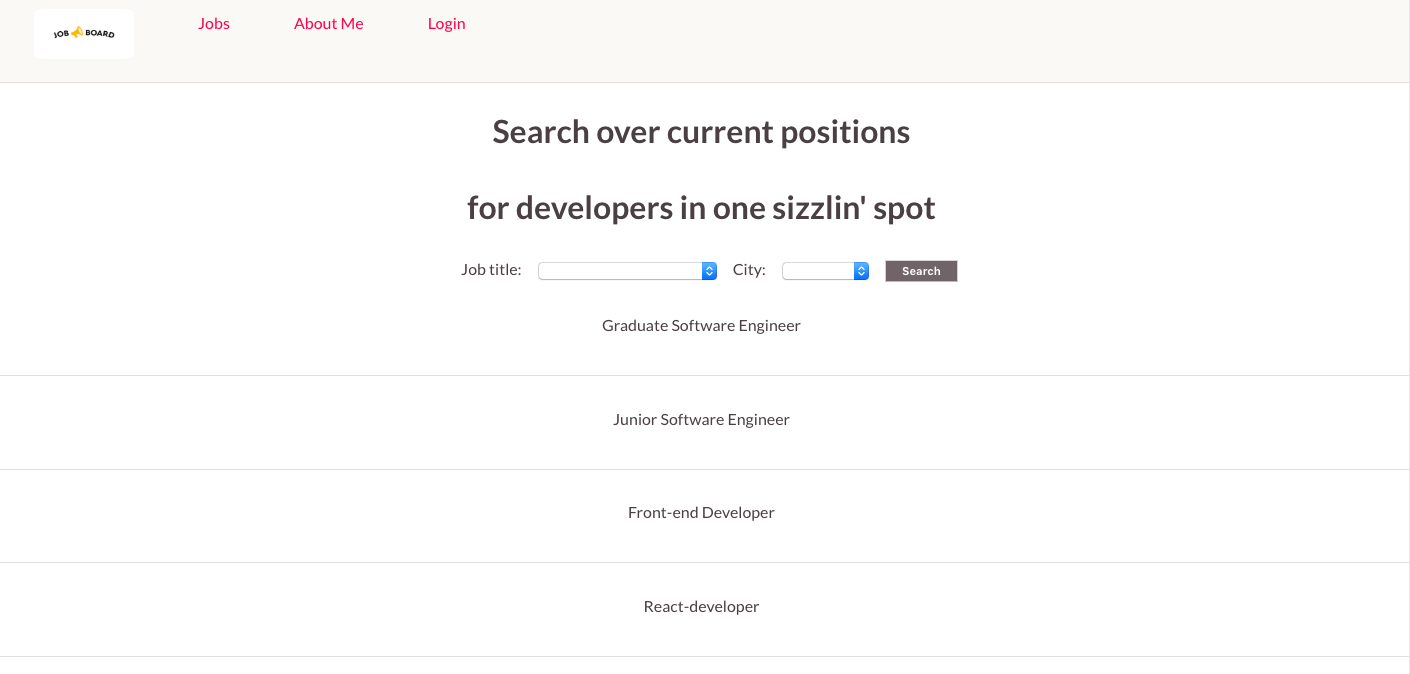 JOB BOARD Jobs About Me Login
Search over current positions
for developers in one sizzlin' spot
Job title: City: Search
Graduate Software Engineer
Junior Software Engineer
Front-end Developer
React-developer